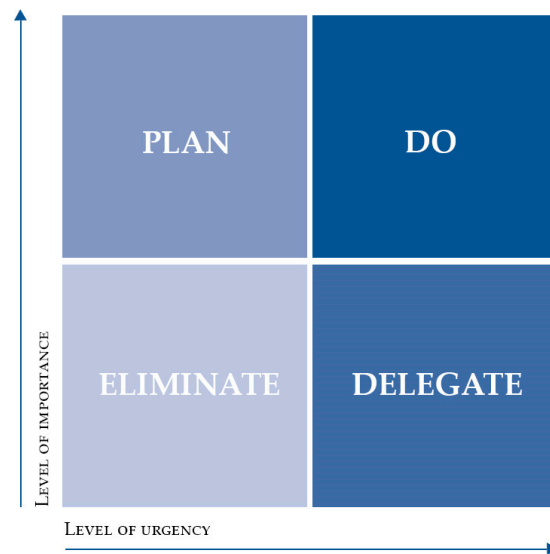 PLAN
DO
ELIMINATE
DELEGATE
LEVEL OF IMPORTANCE
LEVEL OF URGENCY